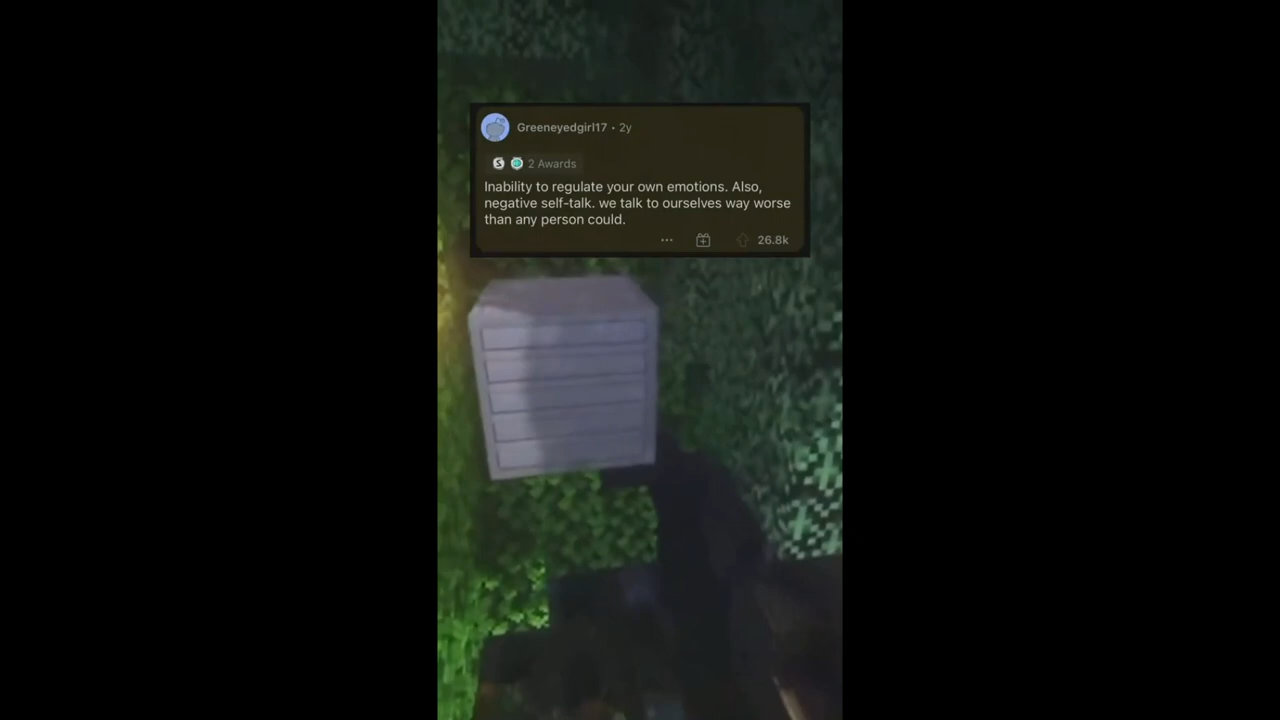 Greeneyedgirl17 • 2y
2 Awards
Inability to regulate your own emotions. Also,
negative self-talk. we talk to ourselves way worse
than any person could.
26.8k